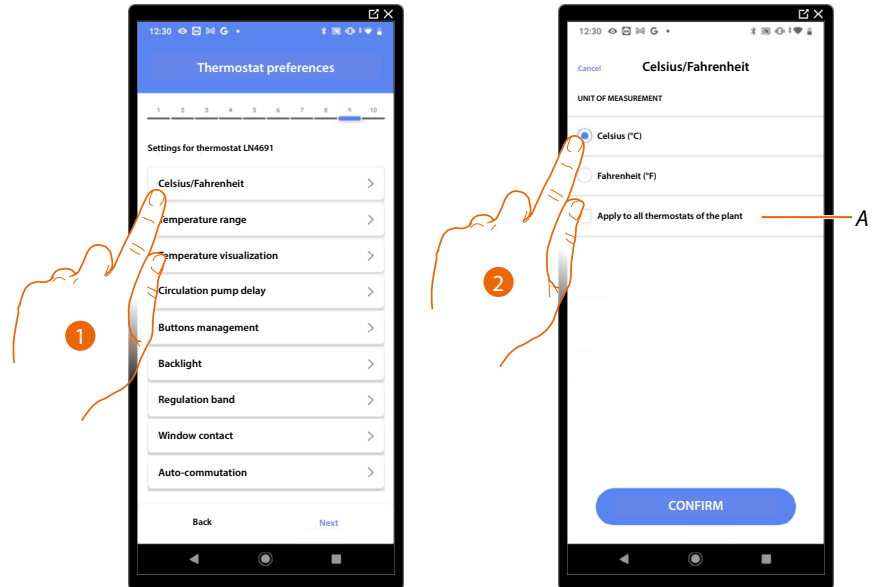 12:30 G
Thermostat preferences
1 2 3 4 5 6 7 8 9 10
Settings for thermostat LN4691
Celsius/Fahrenheit
Temperature range
Temperature visualization
Circulation pump delay
Buttons management
Backlight
Regulation band
Window contact
Auto-commutation
Back Next
1
12:30 G
Cancel Celsius/Fahrenheit
UNIT OF MEASUREMENT
Celsius (°C)
Fahrenheit (°F)
Apply to all thermostats of the plant
A
2
CONFIRM